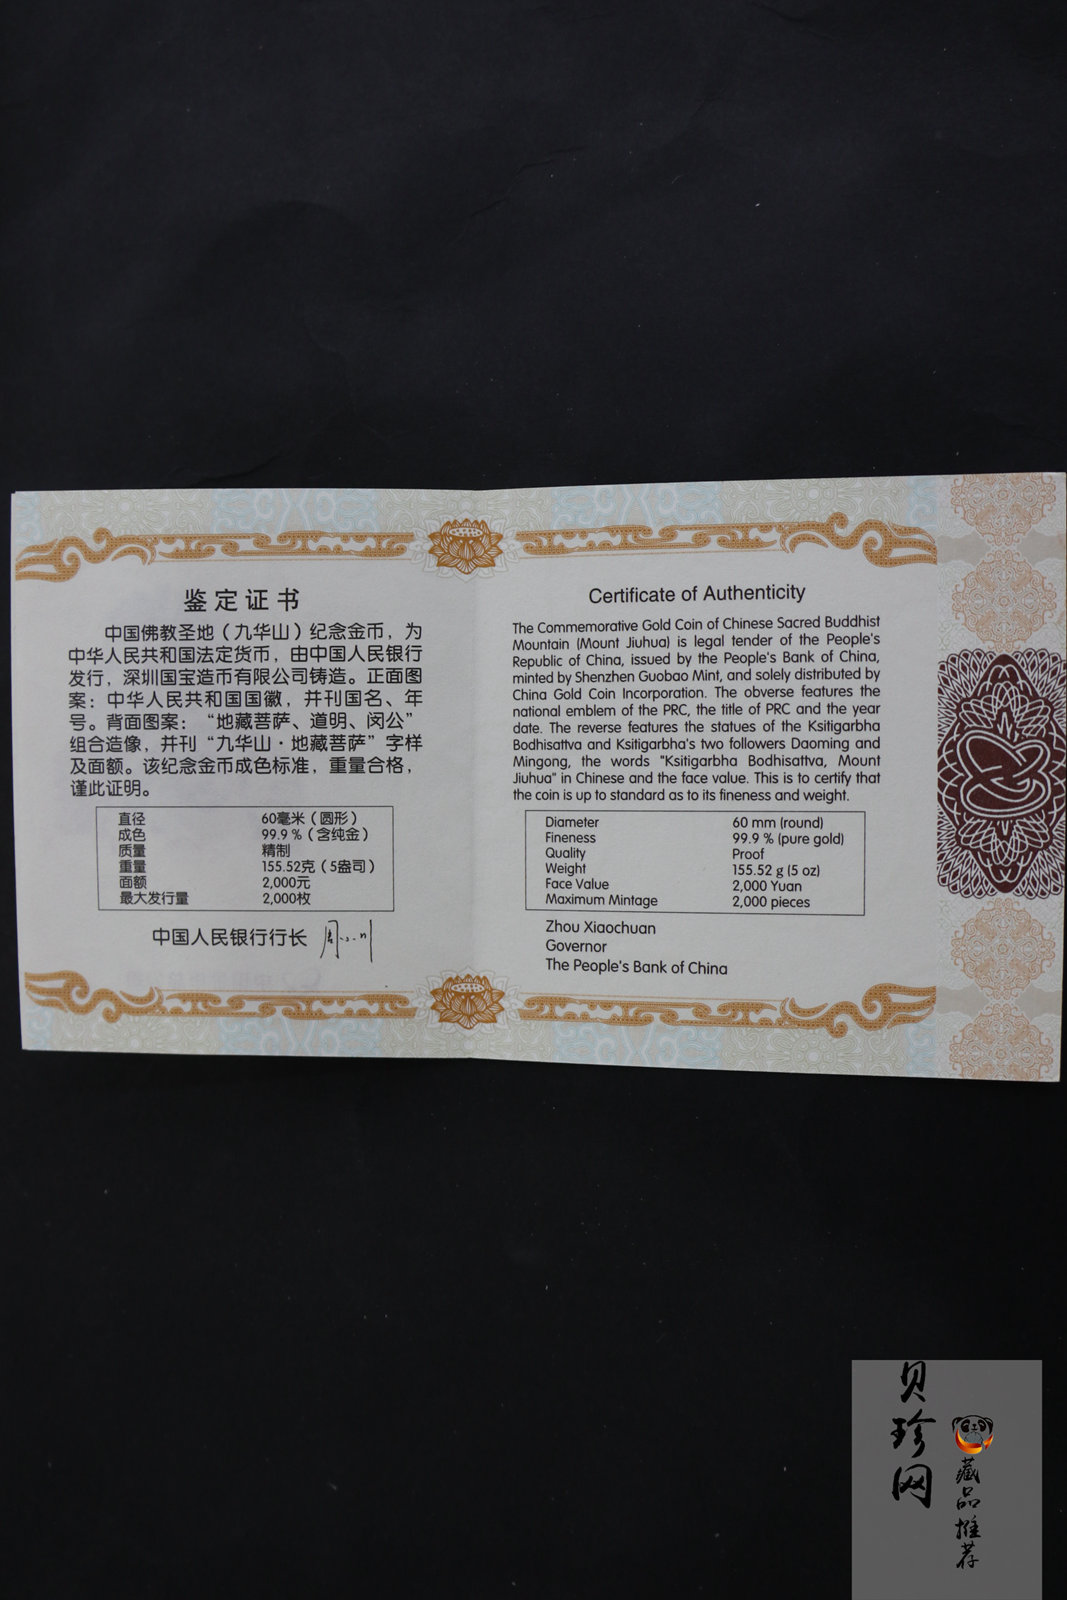 鉴定证书
中国佛教圣地（九华山）纪念金币，为
中华人民共和国法定货币，由中国人民银行
发行，深圳国宝造币有限公司铸造。正面图
案：中华人民共和国国徽，并刊国名、年
号。背面图案：“地藏菩萨、道明、闵公”
组合造像，并刊“九华山·地藏菩萨”字样
及面额。该纪念金币成色标准，重量合格，
谨此证明。
直径 60毫米（圆形）
成色 99.9 %（含纯金）
质量 精制
重量 155.52克（5盎司）
面额 2,000元
最大发行量 2,000枚
中国人民银行行长 周小川
Certificate of Authenticity
The Commemorative Gold Coin of Chinese Sacred Buddhist
Mountain (Mount Jiuhua) is legal tender of the People's
Republic of China, issued by the People's Bank of China,
minted by Shenzhen Guobao Mint, and solely distributed by
China Gold Coin Incorporation. The obverse features the
national emblem of the PRC, the title of PRC and the year
date. The reverse features the statues of the Ksitigarbha
Bodhisattva and Ksitigarbha's two followers Daoming and
Mingong, the words "Ksitigarbha Bodhisattva, Mount
Jiuhua" in Chinese and the face value. This is to certify that
the coin is up to standard as to its fineness and weight.
Diameter 60 mm (round)
Fineness 99.9 % (pure gold)
Quality Proof
Weight 155.52 g (5 oz)
Face Value 2,000 Yuan
Maximum Mintage 2,000 pieces
Zhou Xiaochuan
Governor
The People's Bank of China
贝珍网
藏品推荐